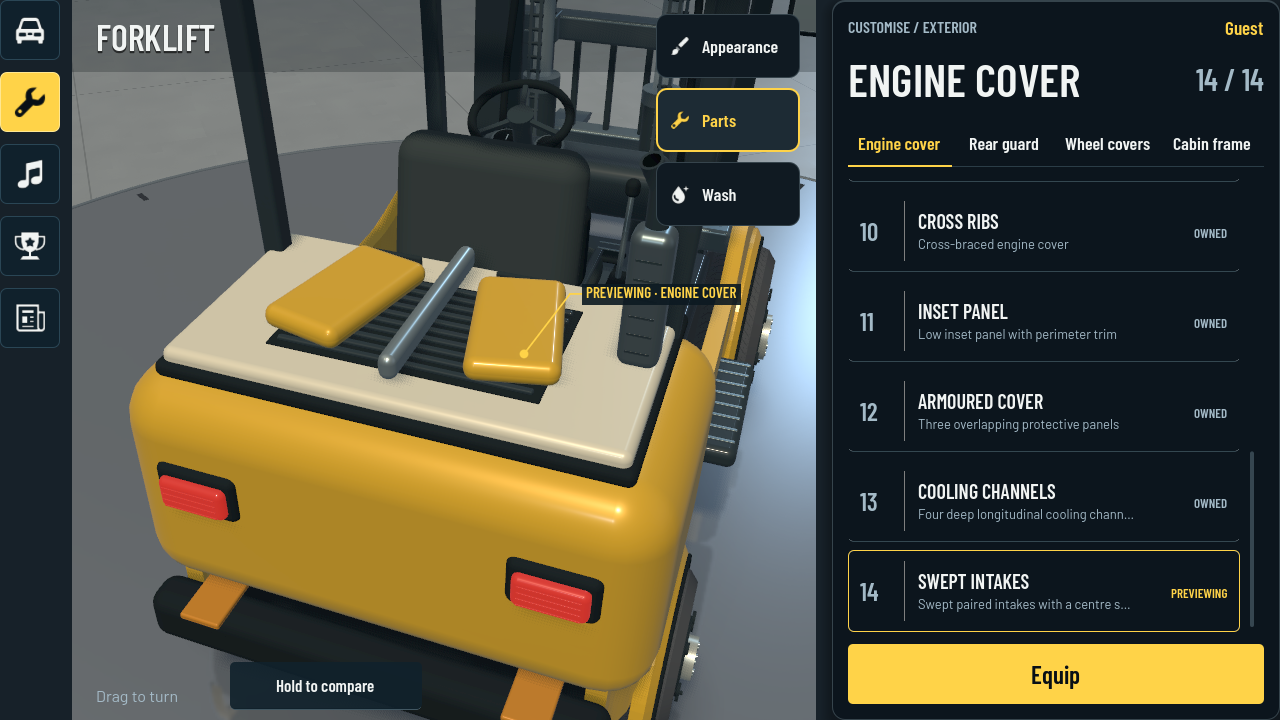 FORKLIFT
Appearance
Parts
Wash
PREVIEWING · ENGINE COVER
Drag to turn
Hold to compare
CUSTOMISE / EXTERIOR
Guest
ENGINE COVER
14 / 14
Engine cover
Rear guard
Wheel covers
Cabin frame
10
CROSS RIBS
Cross-braced engine cover
OWNED
11
INSET PANEL
Low inset panel with perimeter trim
OWNED
12
ARMOURED COVER
Three overlapping protective panels
OWNED
13
COOLING CHANNELS
Four deep longitudinal cooling chann...
OWNED
14
SWEPT INTAKES
Swept paired intakes with a centre s...
PREVIEWING
Equip